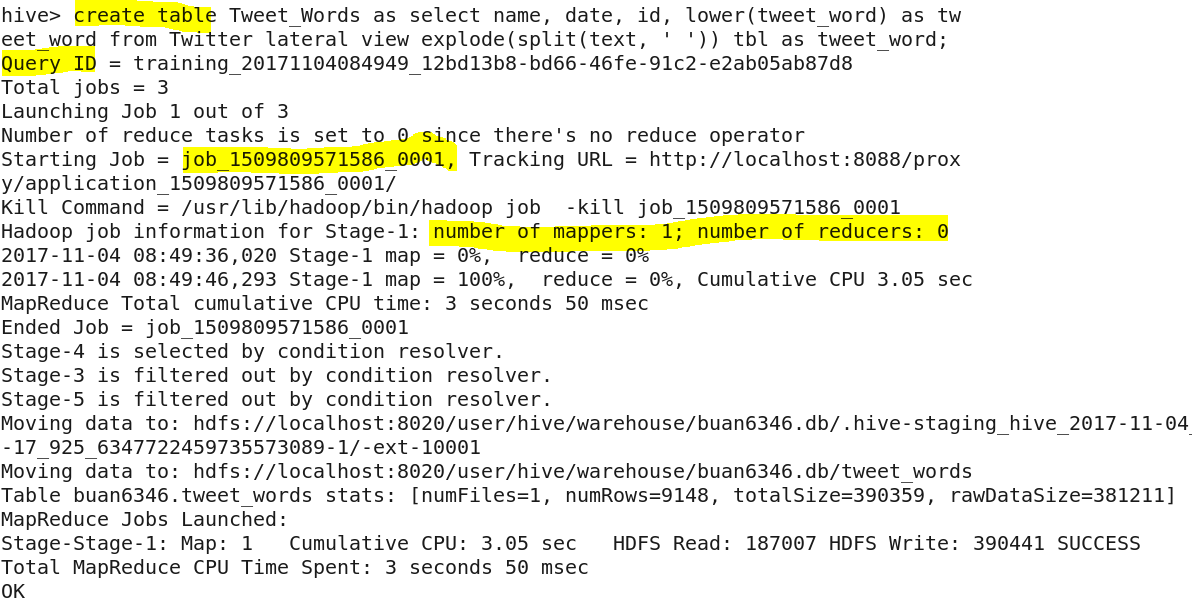 hive> create table Tweet_Words as select name, date, id, lower(tweet_word) as tw
eet_word from Twitter lateral view explode(split(text, ' ')) tbl as tweet_word;
Query ID = training_20171104084949_12bd13b8-bd66-46fe-91c2-e2ab05ab87d8
Total jobs = 3
Launching Job 1 out of 3
Number of reduce tasks is set to 0 since there's no reduce operator
Starting Job = job_1509809571586_0001, Tracking URL = http://localhost:8088/prox
y/application_1509809571586_0001/
Kill Command = /usr/lib/hadoop/bin/hadoop job  -kill job_1509809571586_0001
Hadoop job information for Stage-1: number of mappers: 1; number of reducers: 0
2017-11-04 08:49:36,020 Stage-1 map = 0%,  reduce = 0%
2017-11-04 08:49:46,293 Stage-1 map = 100%,  reduce = 0%, Cumulative CPU 3.05 sec
MapReduce Total cumulative CPU time: 3 seconds 50 msec
Ended Job = job_1509809571586_0001
Stage-4 is selected by condition resolver.
Stage-3 is filtered out by condition resolver.
Stage-5 is filtered out by condition resolver.
Moving data to: hdfs://localhost:8020/user/hive/warehouse/buan6346.db/.hive-staging_hive_2017-11-04_
-17_925_6347722459735573089-1/-ext-10001
Moving data to: hdfs://localhost:8020/user/hive/warehouse/buan6346.db/tweet_words
Table buan6346.tweet_words stats: [numFiles=1, numRows=9148, totalSize=390359, rawDataSize=381211]
MapReduce Jobs Launched:
Stage-Stage-1: Map: 1   Cumulative CPU: 3.05 sec   HDFS Read: 187007 HDFS Write: 390441 SUCCESS
Total MapReduce CPU Time Spent: 3 seconds 50 msec
OK